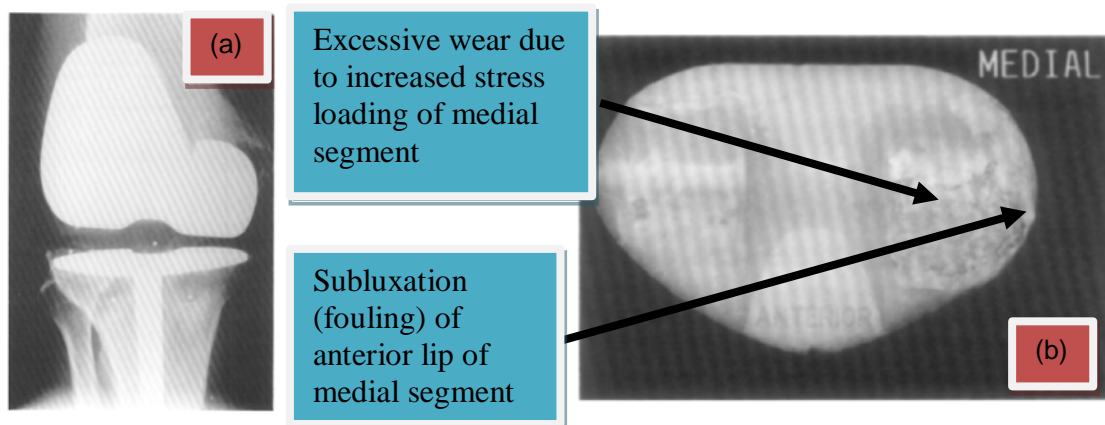 (a)
Excessive wear due
to increased stress
loading of medial
segment
MEDIAL
Subluxation
(fouling) of
anterior lip of
medial segment
ANTERIOR
(b)